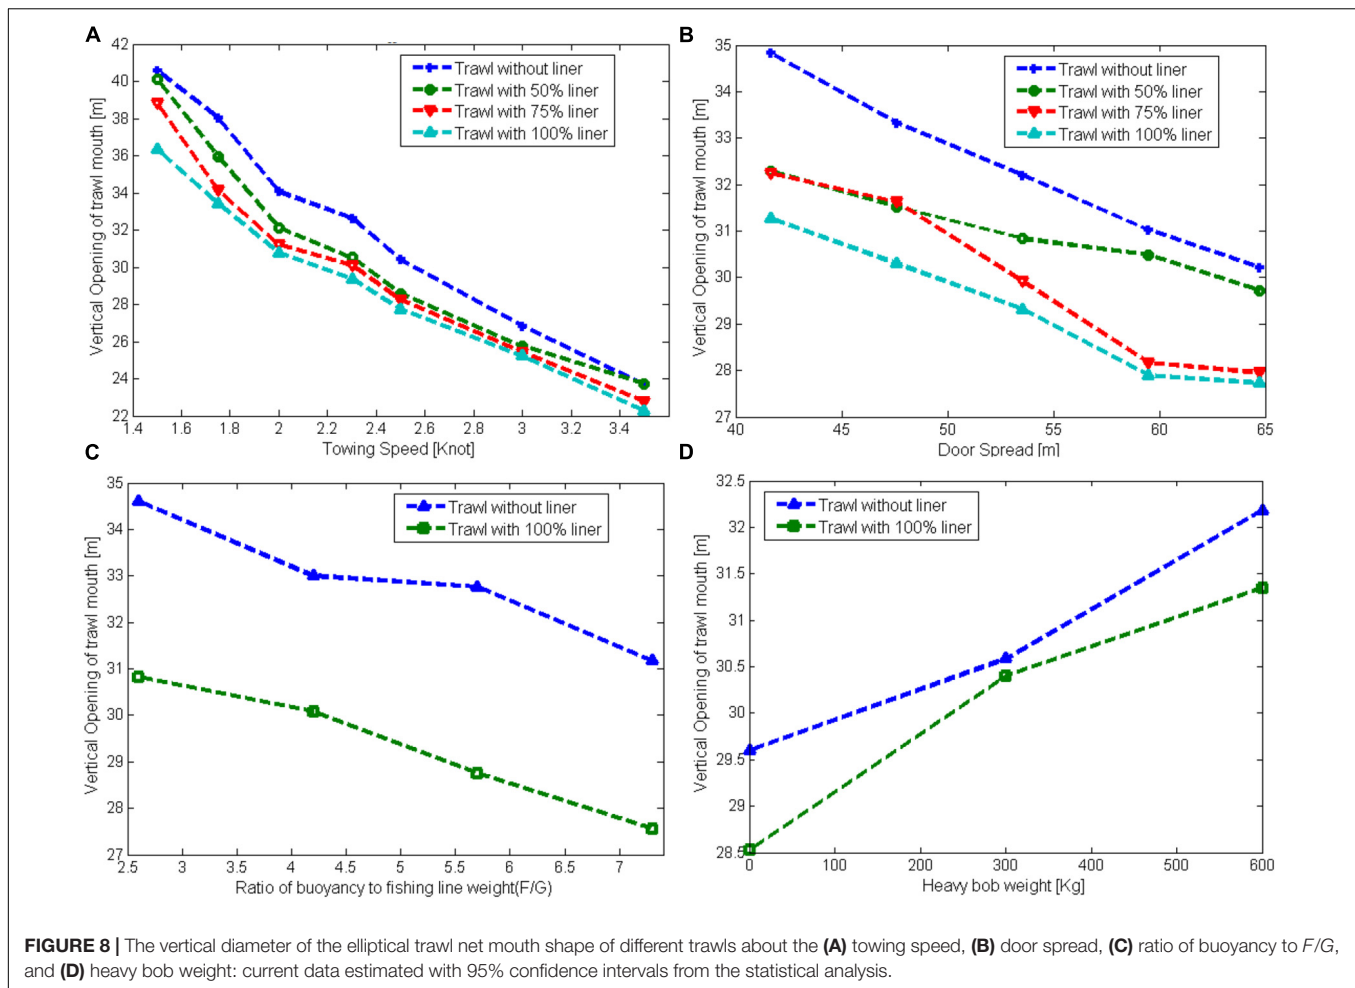 A
42
40
38
36
34
32
30
28
26
24
22
Vertical Opening of trawl mouth [m]
Trawl without liner
Trawl with 50% liner
Trawl with 75% liner
Trawl with 100% liner
1.4 1.6 1.8 2 2.2 2.4 2.6 2.8 3 3.2 3.4
Towing Speed [Knot]
B
35
34
33
32
31
30
29
28
27
Vertical Opening of trawl mouth [m]
Trawl without liner
Trawl with 50% liner
Trawl with 75% liner
Trawl with 100% liner
40 45 50 55 60 65
Door Spread [m]
C
35
34
33
32
31
30
29
28
27
Vertical Opening of trawl mouth [m]
Trawl without liner
Trawl with 100% liner
2.5 3 3.5 4 4.5 5 5.5 6 6.5 7
Ratio of buoyancy to fishing line weight(F/G)
D
32.5
32
31.5
31
30.5
30
29.5
29
28.5
Vertical Opening of trawl mouth [m]
Trawl without liner
Trawl with 100% liner
0 100 200 300 400 500 600
Heavy bob weight [Kg]
FIGURE 8 | The vertical diameter of the elliptical trawl net mouth shape of different trawls about the (A) towing speed, (B) door spread, (C) ratio of buoyancy to F/G,
and (D) heavy bob weight: current data estimated with 95% confidence intervals from the statistical analysis.